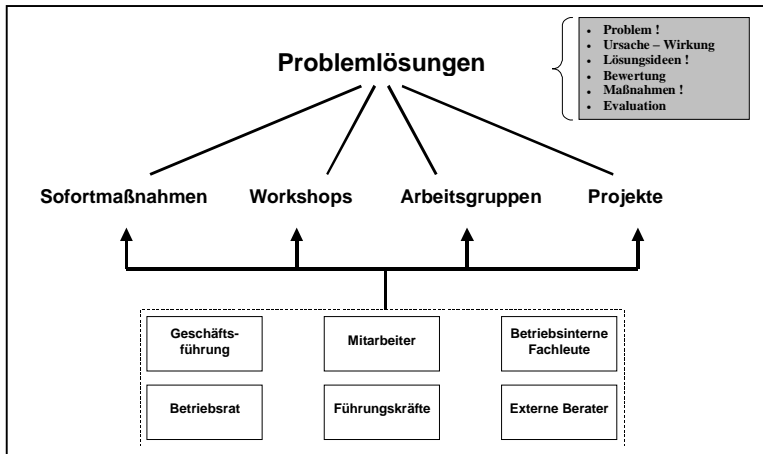 Problemlösungen
• Problem !
• Ursache – Wirkung
• Lösungsideen !
• Bewertung
• Maßnahmen !
• Evaluation
Sofortmaßnahmen Workshops Arbeitsgruppen Projekte
Geschäfts-
führung
Mitarbeiter
Betriebsinterne
Fachleute
Betriebsrat
Führungskräfte
Externe Berater